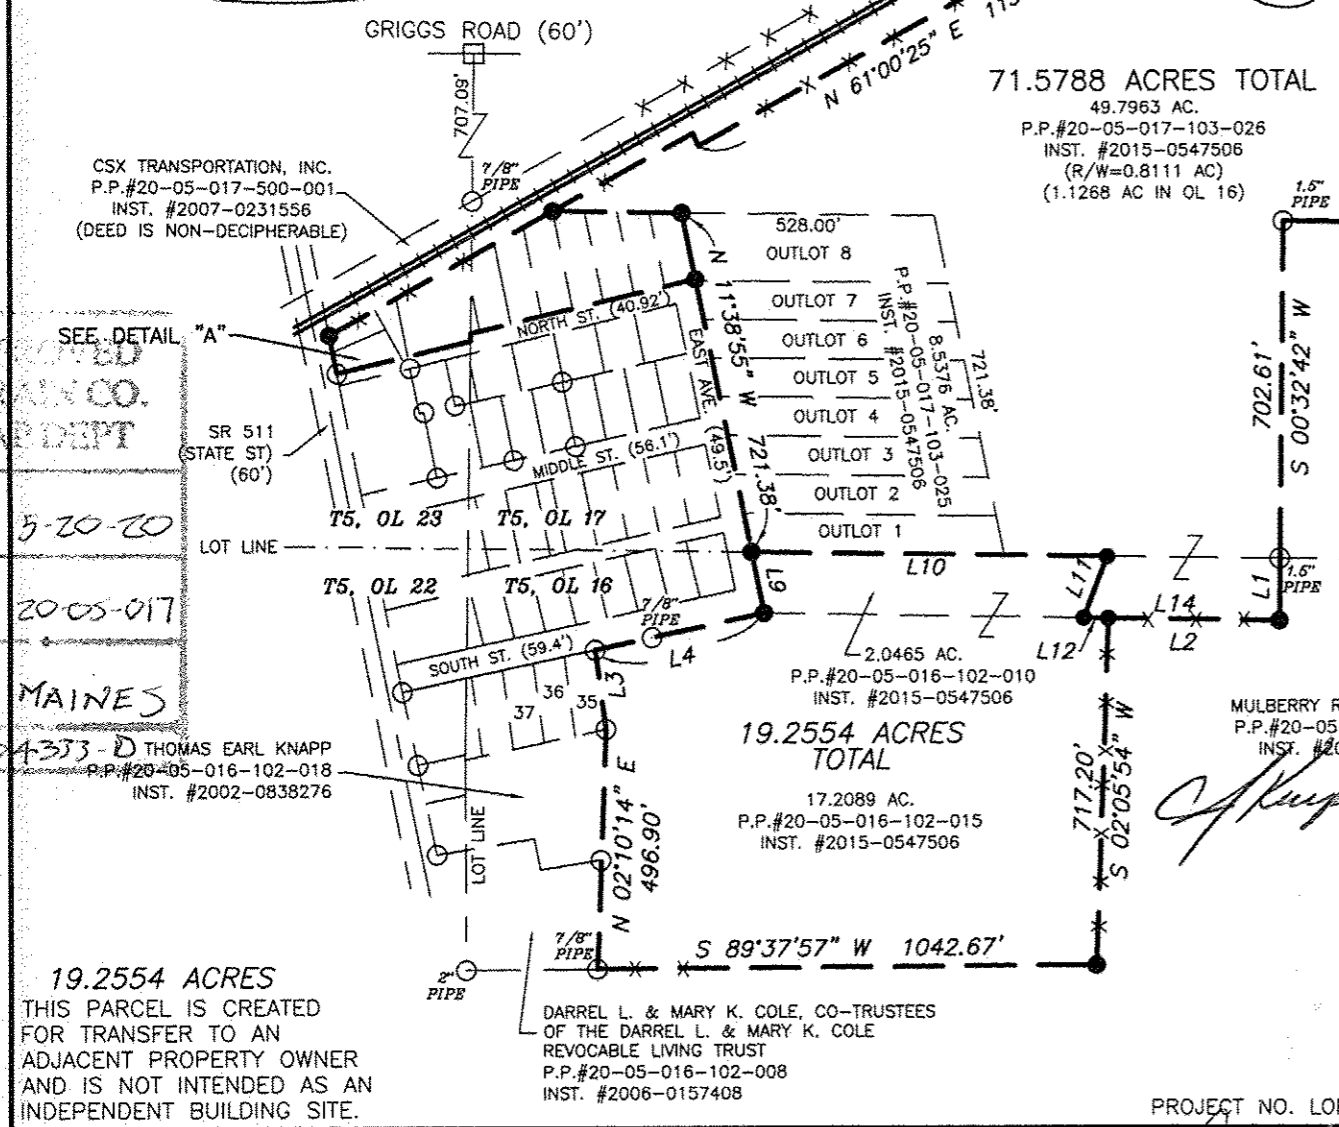 GRIGGS ROAD (60')
707.09'
7/8"
PIPE
N 61°00'25" E
71.5788 ACRES TOTAL
49.7963 AC.
P.P.#20-05-017-103-026
INST. #2015-0547506
(R/W=0.8111 AC)
(1.1268 AC IN OL 16)
1.5"
PIPE
CSX TRANSPORTATION, INC.
P.P.#20-05-017-500-001
INST. #2007-0231556
(DEED IS NON-DECIPHERABLE)
SEE DETAIL "A"
CO.
DEPT
5-20-20
20-05-017
MAINES
SR 511
(STATE ST)
(60')
NORTH ST. (40.92')
MIDDLE ST. (56.1')
EAST AVE. (49.5')
N 11°38'55" W 721.38'
528.00'
OUTLOT 8
OUTLOT 7
OUTLOT 6
OUTLOT 5
OUTLOT 4
OUTLOT 3
OUTLOT 2
OUTLOT 1
8.5376 AC.
P.P.#20-05-017-103-025
INST. #2015-0547506
721.38'
702.61'
S 00°32'42" W
T5, OL 23
T5, OL 17
LOT LINE
T5, OL 22
T5, OL 16
L9
L10
L11
L1
1.5"
PIPE
L14
L2
L12
7/8"
PIPE
SOUTH ST. (59.4')
L3
L4
36
35
37
2.0465 AC.
P.P.#20-05-016-102-010
INST. #2015-0547506
19.2554 ACRES
TOTAL
17.2089 AC.
P.P.#20-05-016-102-015
INST. #2015-0547506
MULBERRY
P.P.#20-05
INST.
THOMAS EARL KNAPP
P.P.#20-05-016-102-018
INST. #2002-0838276
LOT LINE
N 02°10'14" E
496.90'
717.20'
S 02°05'54" W
7/8"
PIPE
S 89°37'57" W 1042.67'
2"
PIPE
19.2554 ACRES
THIS PARCEL IS CREATED
FOR TRANSFER TO AN
ADJACENT PROPERTY OWNER
AND IS NOT INTENDED AS AN
INDEPENDENT BUILDING SITE.
DARREL L. & MARY K. COLE, CO-TRUSTEES
OF THE DARREL L. & MARY K. COLE
REVOCABLE LIVING TRUST
P.P.#20-05-016-102-008
INST. #2006-0157408
PROJECT NO.